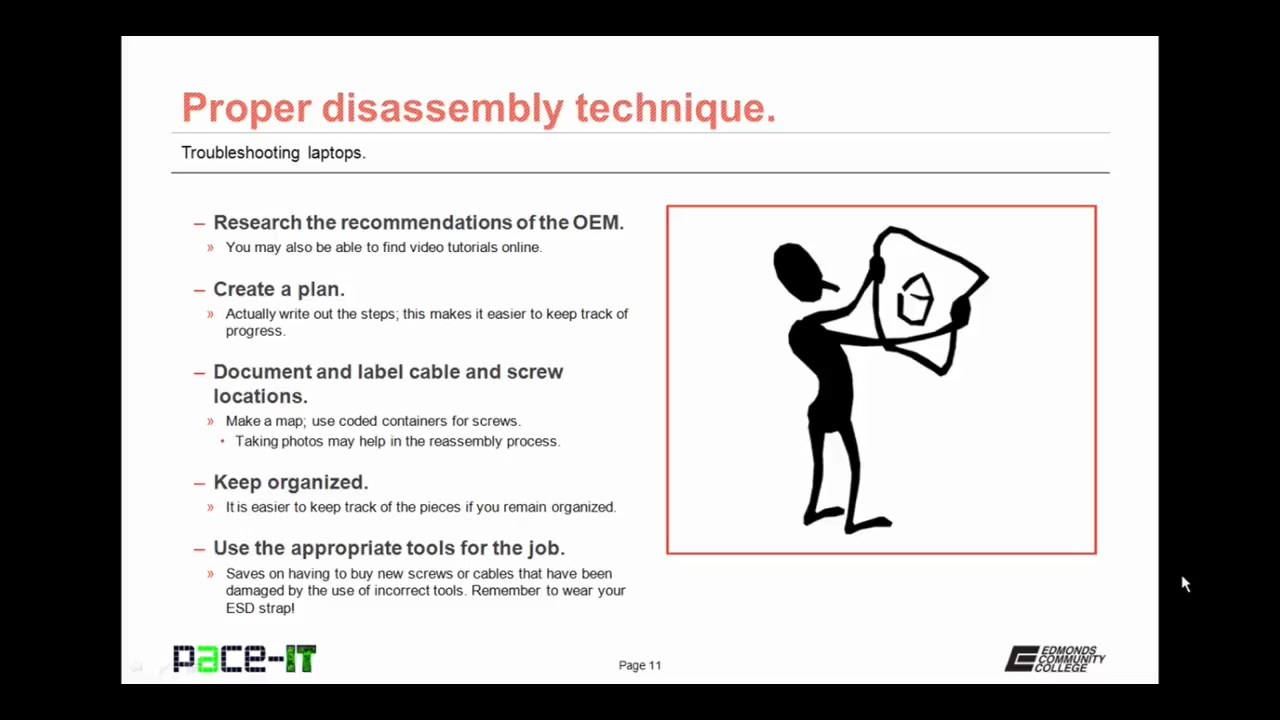 Proper disassembly technique.
Troubleshooting laptops.
– Research the recommendations of the OEM.
» You may also be able to find video tutorials online.
– Create a plan.
» Actually write out the steps; this makes it easier to keep track of
progress.
– Document and label cable and screw
locations.
» Make a map; use coded containers for screws.
• Taking photos may help in the reassembly process.
– Keep organized.
» It is easier to keep track of the pieces if you remain organized.
– Use the appropriate tools for the job.
» Saves on having to buy new screws or cables that have been
damaged by the use of incorrect tools. Remember to wear your
ESD strap!
pace-IT
Page 11
EDMONDS
COMMUNITY
COLLEGE